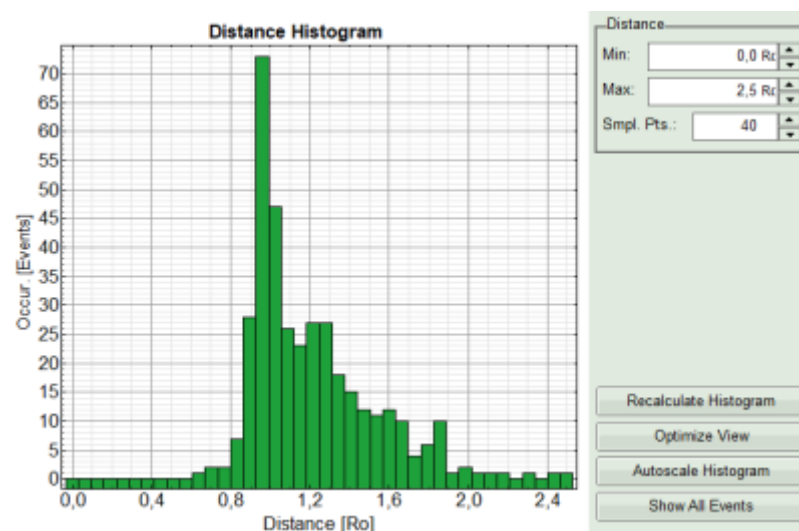 Distance Histogram
Occur. [Events]
70
65
60
55
50
45
40
35
30
25
20
15
10
5
0
0,0 0,4 0,8 1,2 1,6 2,0 2,4
Distance [Ro]
Distance
Min: 0,0 Rc
Max: 2,5 Rc
Smpl. Pts.: 40
Recalculate Histogram
Optimize View
Autoscale Histogram
Show All Events